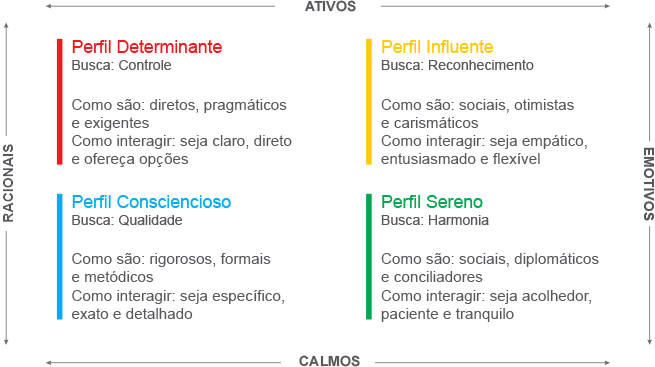 ATIVOS
RACIONAIS
Perfil Determinante
Busca: Controle
Como são: diretos, pragmáticos
e exigentes
Como interagir: seja claro, direto
e ofereça opções
Perfil Influente
Busca: Reconhecimento
Como são: sociais, otimistas
e carismáticos
Como interagir: seja empático,
entusiasmado e flexível
EMOTIVOS
Perfil Consciencioso
Busca: Qualidade
Como são: rigorosos, formais
e metódicos
Como interagir: seja específico,
exato e detalhado
Perfil Sereno
Busca: Harmonia
Como são: sociais, diplomáticos
e conciliadores
Como interagir: seja acolhedor,
paciente e tranquilo
CALMOS